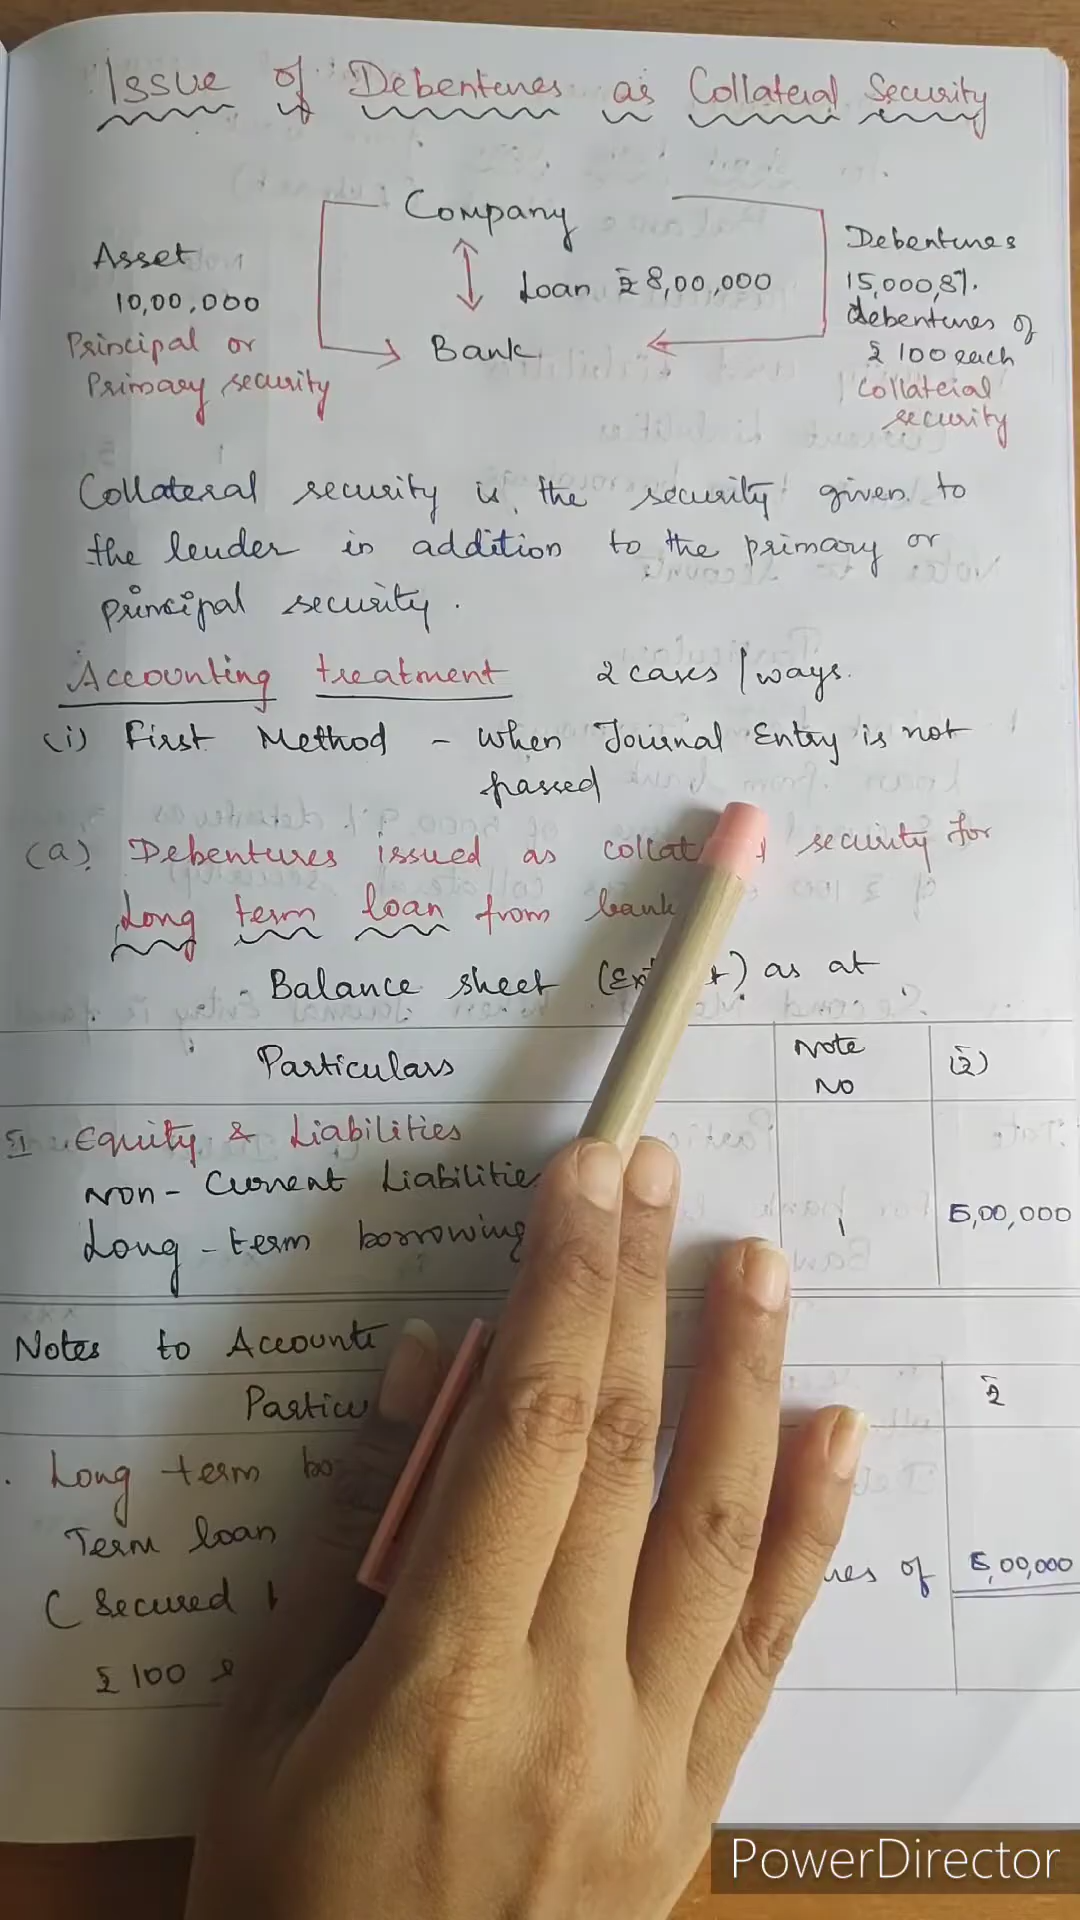 Issue of Debentures as Collateral Security
Company
Asset
10,00,000
Principal or
Primary security
Loan ₹ 8,00,000
Bank
Debentures
15,000, 8%
debentures of
₹ 100 each
Collateral
security
Collateral security is the security given to
the lender in addition to the primary or
principal security.
Accounting treatment 2 cases / ways.
(i) First Method - when Journal Entry is not
passed
(a) Debentures issued as security for
Long term loan from bank
Balance sheet as at
Particulars Note No (₹)
I Equity & Liabilities
Non-Current Liabilities
Long-term borrowing 1 5,00,000
Notes to Accounts
₹
Long term
Term loan
(Secured of 5,00,000
₹ 100
PowerDirector